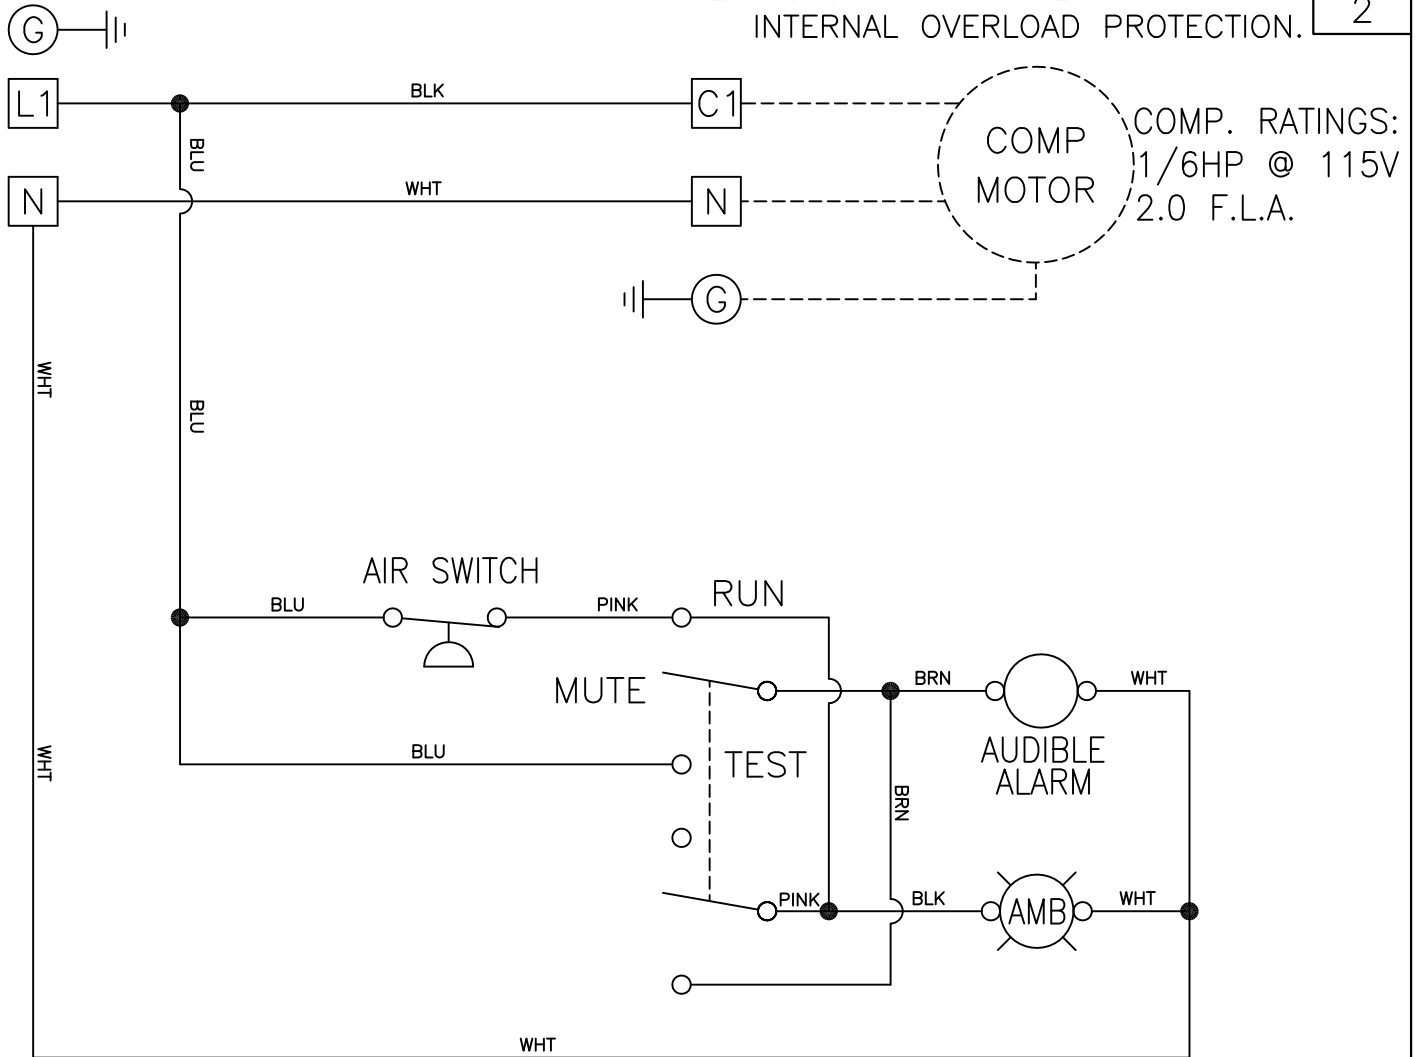 INTERNAL OVERLOAD PROTECTION.
2
G
L1
BLK
C1
COMP
MOTOR
COMP. RATINGS:
1/6HP @ 115V
2.0 F.L.A.
BLU
N
WHT
N
G
WHT
BLU
AIR SWITCH
BLU
PINK
RUN
MUTE
BRN
WHT
AUDIBLE
ALARM
WHT
BLU
TEST
BRN
PINK
BLK
AMB
WHT
WHT